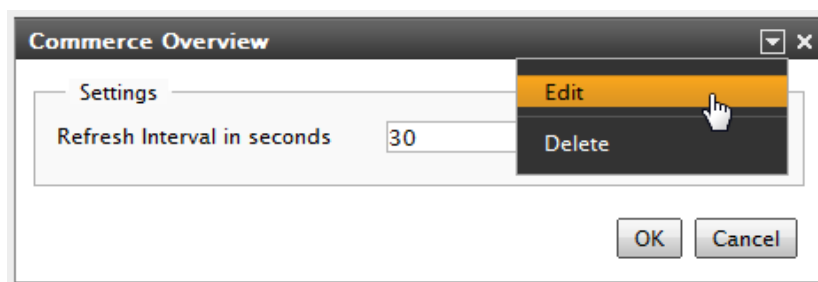 Commerce Overview
Settings
Edit
Refresh Interval in seconds 30
Delete
OK Cancel